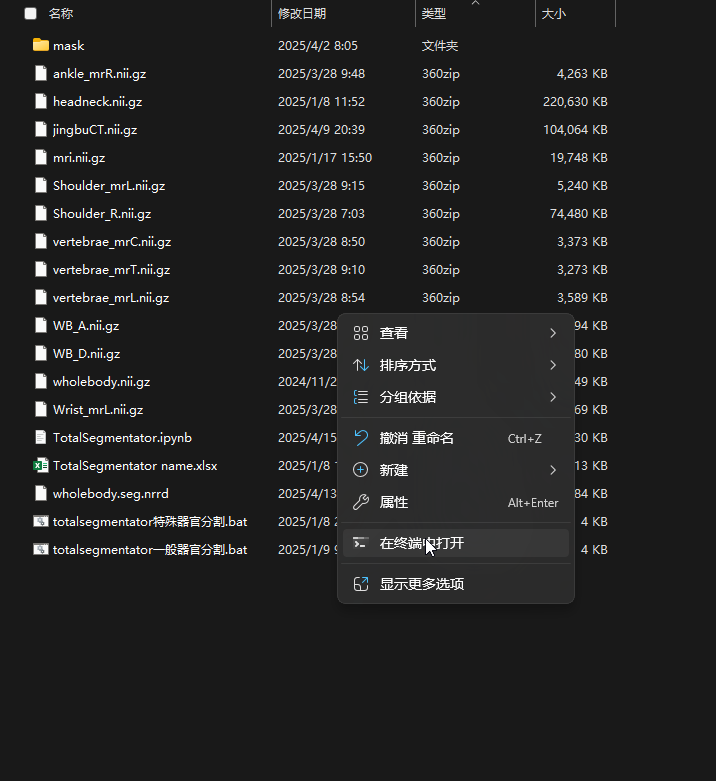 名称 修改日期 类型 大小
mask 2025/4/2 8:05 文件夹
ankle_mrR.nii.gz 2025/3/28 9:48 360zip 4,263 KB
headneck.nii.gz 2025/1/8 11:52 360zip 220,630 KB
jingbuCT.nii.gz 2025/4/9 20:39 360zip 104,064 KB
mri.nii.gz 2025/1/17 15:50 360zip 19,748 KB
Shoulder_mrL.nii.gz 2025/3/28 9:15 360zip 5,240 KB
Shoulder_R.nii.gz 2025/3/28 7:03 360zip 74,480 KB
vertebrae_mrC.nii.gz 2025/3/28 8:50 360zip 3,373 KB
vertebrae_mrT.nii.gz 2025/3/28 9:10 360zip 3,273 KB
vertebrae_mrL.nii.gz 2025/3/28 8:54 360zip 3,589 KB
WB_A.nii.gz 2025/3/28 94 KB
WB_D.nii.gz 2025/3/28 80 KB
wholebody.nii.gz 2024/11/2 49 KB
Wrist_mrL.nii.gz 2025/3/28 69 KB
TotalSegmentator.ipynb 2025/4/15 30 KB
TotalSegmentator name.xlsx 2025/1/8 13 KB
wholebody.seg.nrrd 2025/4/13 84 KB
totalsegmentator特殊器官分割.bat 2025/1/8 2 4 KB
totalsegmentator一般器官分割.bat 2025/1/9 9 4 KB
查看
排序方式
分组依据
撤消 重命名 Ctrl+Z
新建
属性 Alt+Enter
在终端中打开
显示更多选项